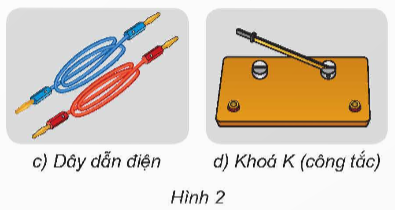 c) Dây dẫn điện
d) Khoá K (công tắc)
Hình 2